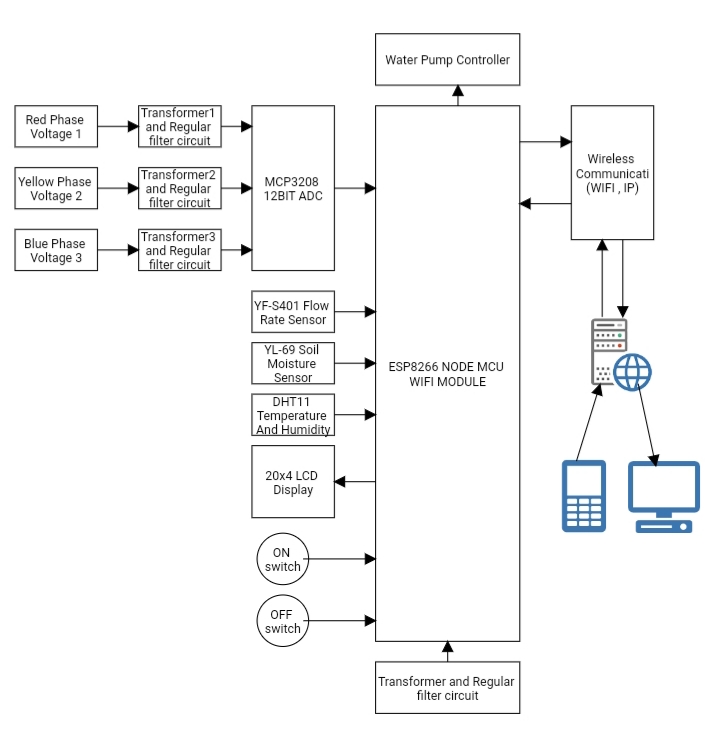 Water Pump Controller
Red Phase
Voltage 1
Transformer1
and Regular
filter circuit
Yellow Phase
Voltage 2
Transformer2
and Regular
filter circuit
Blue Phase
Voltage 3
Transformer3
and Regular
filter circuit
MCP3208
12BIT ADC
Wireless
Communicati
(WIFI , IP)
YF-S401 Flow
Rate Sensor
YL-69 Soil
Moisture
Sensor
DHT11
Temperature
And Humidity
ESP8266 NODE MCU
WIFI MODULE
20x4 LCD
Display
ON
switch
OFF
switch
Transformer and Regular
filter circuit